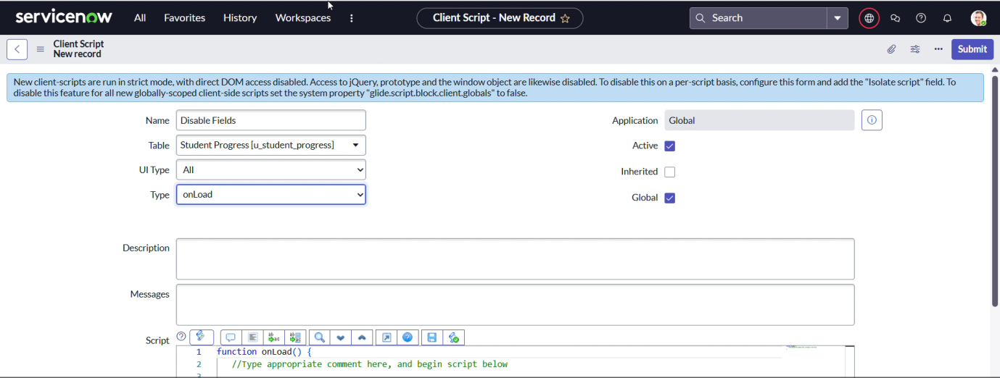 servicenow All Favorites History Workspaces Client Script - New Record Search
Client Script
New record
Submit
New client-scripts are run in strict mode, with direct DOM access disabled. Access to jQuery, prototype and the window object are likewise disabled. To disable this on a per-script basis, configure this form and add the "Isolate script" field. To
disable this feature for all new globally-scoped client-side scripts set the system property "glide.script.block.client.globals" to false.
Name Disable Fields Application Global
Table Student Progress [u_student_progress] Active
UI Type All Inherited
Type onLoad Global
Description
Messages
Script
1 function onLoad() {
2 //Type appropriate comment here, and begin script below
3